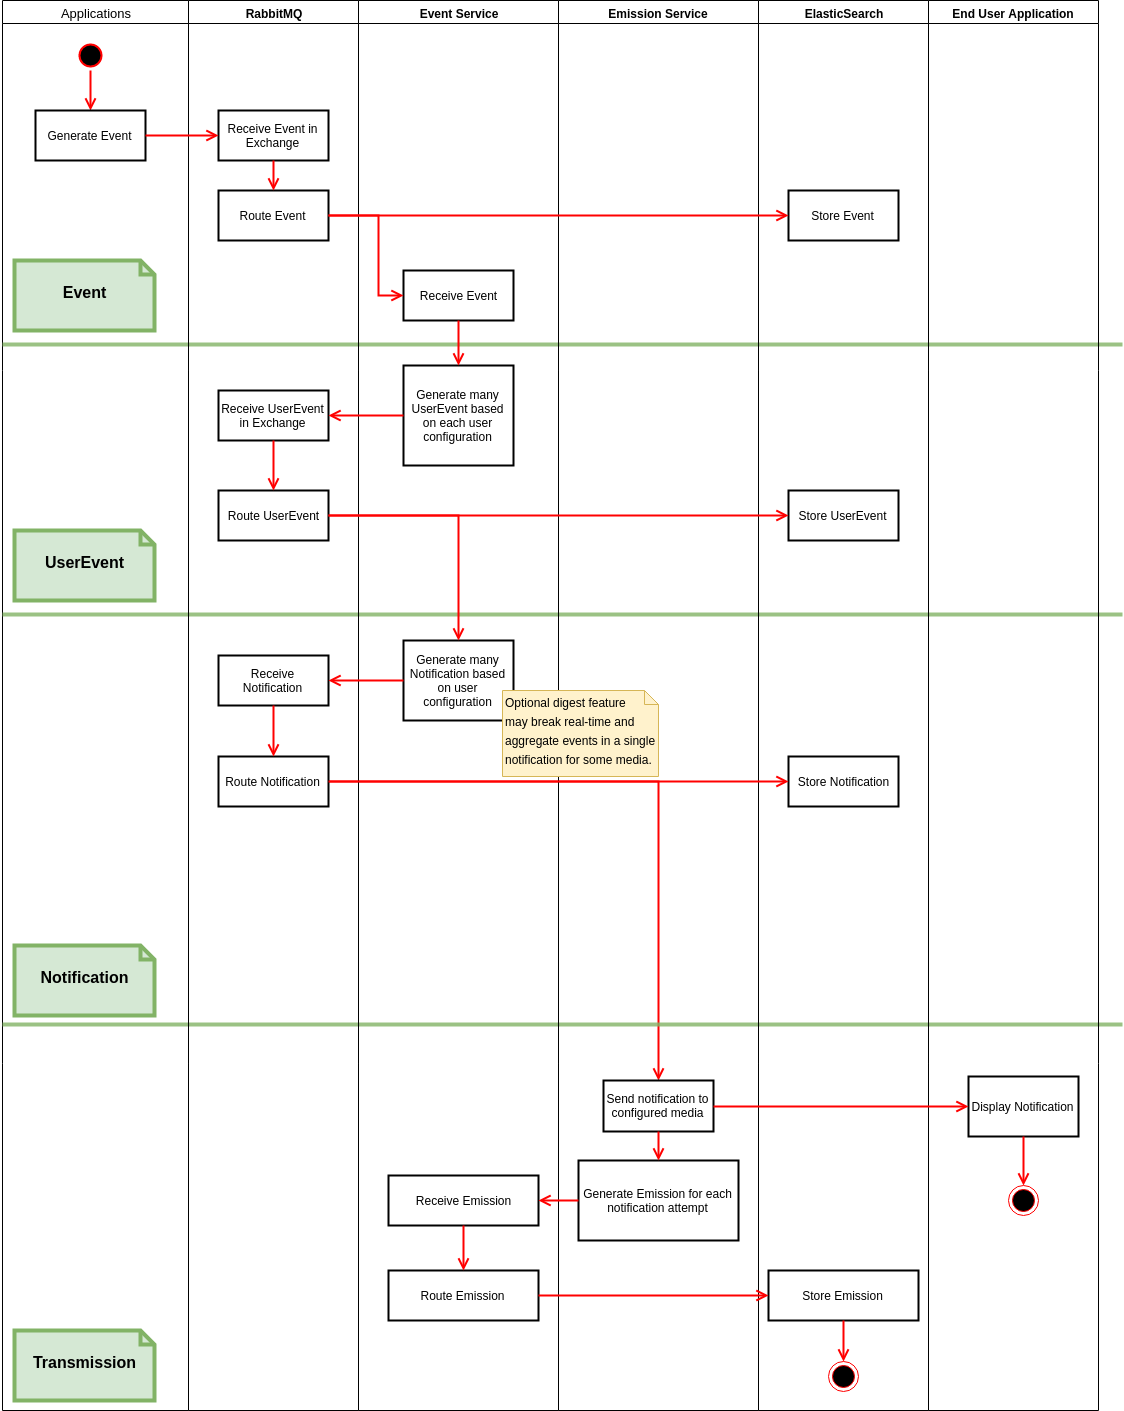 Applications
RabbitMQ
Event Service
Emission Service
ElasticSearch
End User Application
Generate Event
Receive Event in
Exchange
Route Event
Store Event
Event
Receive Event
Generate many
UserEvent based
on each user
configuration
Receive UserEvent
in Exchange
Route UserEvent
Store UserEvent
UserEvent
Generate many
Notification based
on user
configuration
Receive
Notification
Optional digest feature
may break real-time and
aggregate events in a single
notification for some media.
Route Notification
Store Notification
Notification
Send notification to
configured media
Display Notification
Generate Emission for each
notification attempt
Receive Emission
Route Emission
Store Emission
Transmission